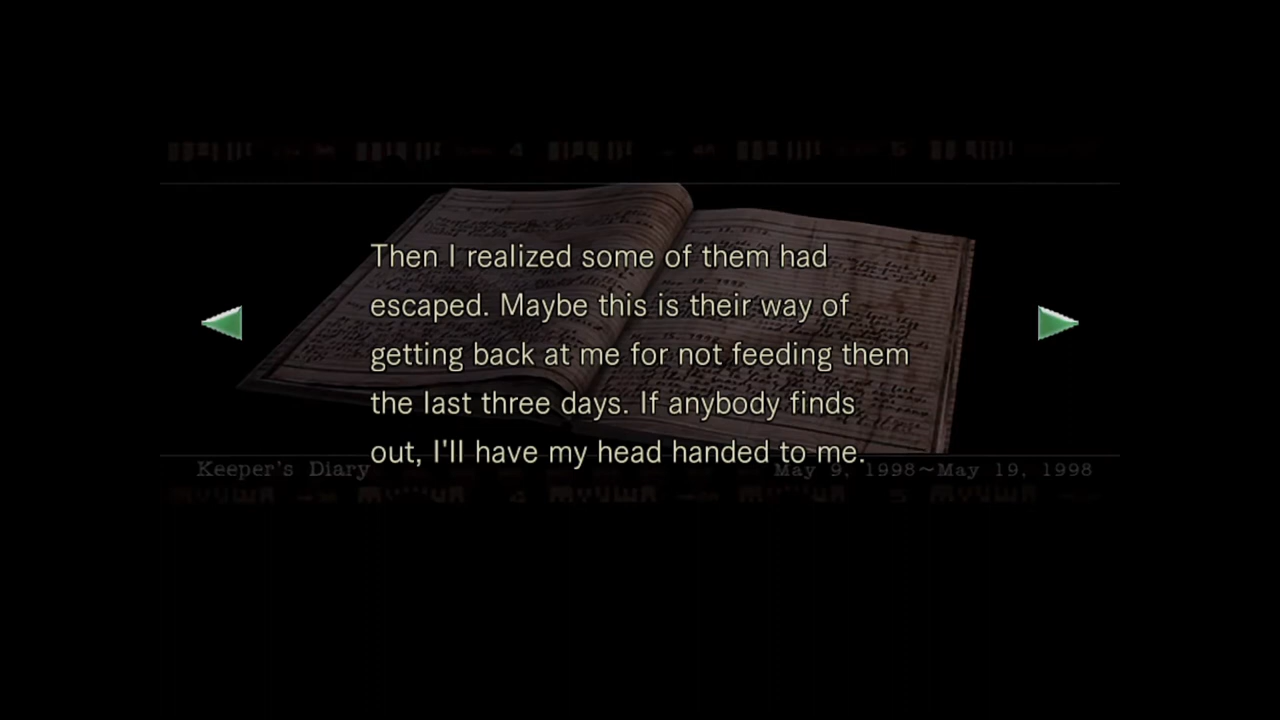 Then I realized some of them had
escaped. Maybe this is their way of
getting back at me for not feeding them
the last three days. If anybody finds
out, I'll have my head handed to me.
Keeper's Diary
May 9, 1998~May 19, 1998